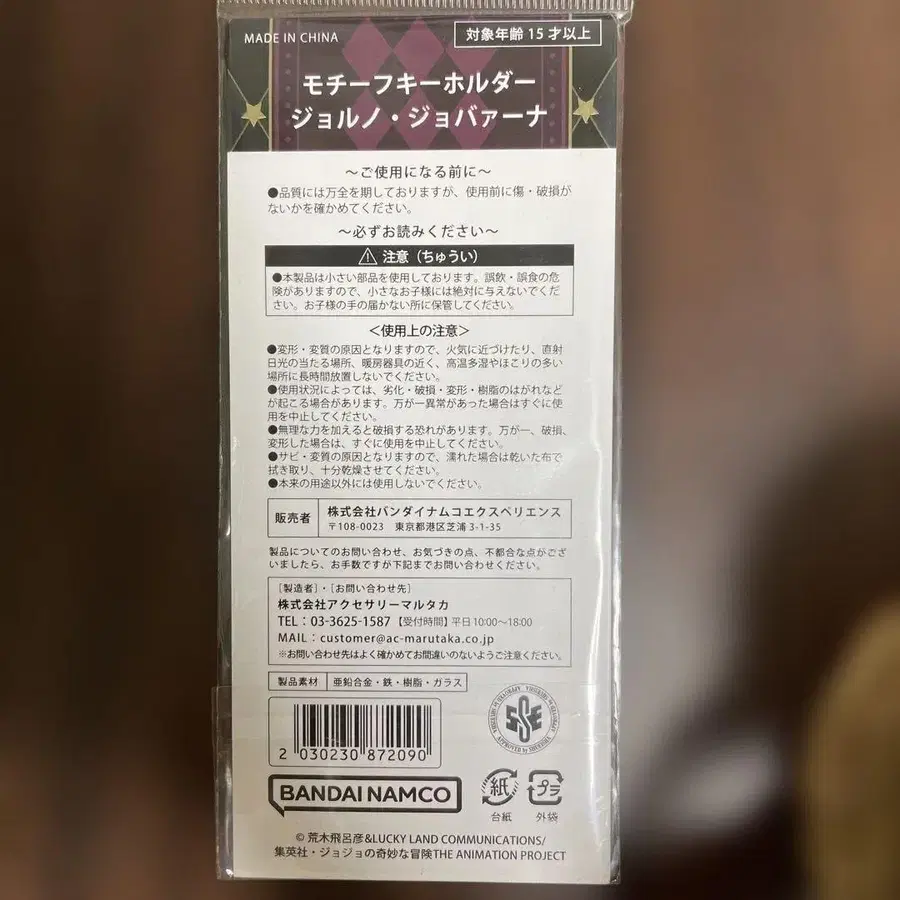 MADE IN CHINA
対象年齢 15 才以上
モチーフキーホルダー
ジョルノ・ジョバァーナ
～ご使用になる前に～
●品質には万全を期しておりますが、使用前に傷・破損が
ないかを確かめてください。
～必ずお読みください～
⚠ 注意（ちゅうい）
●本製品は小さい部品を使用しております。誤飲・誤食の危
険がありますので、小さなお子様には絶対に与えないでくだ
さい。お子様の手の届かない所に保管してください。
＜使用上の注意＞
●変形・変質の原因となりますので、火気に近づけたり、直射
日光の当たる場所、暖房器具の近く、高温多湿やほこりの多い
場所に長時間放置しないでください。
●使用状況によっては、劣化・破損・変形・樹脂のはがれなど
が起こる場合があります。万が一異常があった場合はすぐに使
用を中止してください。
●無理な力を加えると破損する恐れがあります。万が一、破損、
変形した場合は、すぐに使用を中止してください。
●サビ・変質の原因となりますので、濡れた場合は乾いた布で
拭き取り、十分乾燥させてください。
●本来の用途以外には使用しないでください。
販売者
株式会社バンダイナムコエクスペリエンス
〒108-0023 東京都港区芝浦 3-1-35
製品についてのお問い合わせ、お気づきの点、不都合な点がござ
いましたら、お手数ですが下記までお問い合わせください。
［製造者］・［お問い合わせ先］
株式会社アクセサリーマルタカ
TEL：03-3625-1587【受付時間】平日 10:00～18:00
MAIL：customer@ac-marutaka.co.jp
※お問い合わせ先はよく確かめてお間違いのないようご注意ください。
製品素材 亜鉛合金・鉄・樹脂・ガラス
2 030230 872090
BANDAI NAMCO
紙
台紙
プラ
外袋
© 荒木飛呂彦&LUCKY LAND COMMUNICATIONS/
集英社・ジョジョの奇妙な冒険THE ANIMATION PROJECT